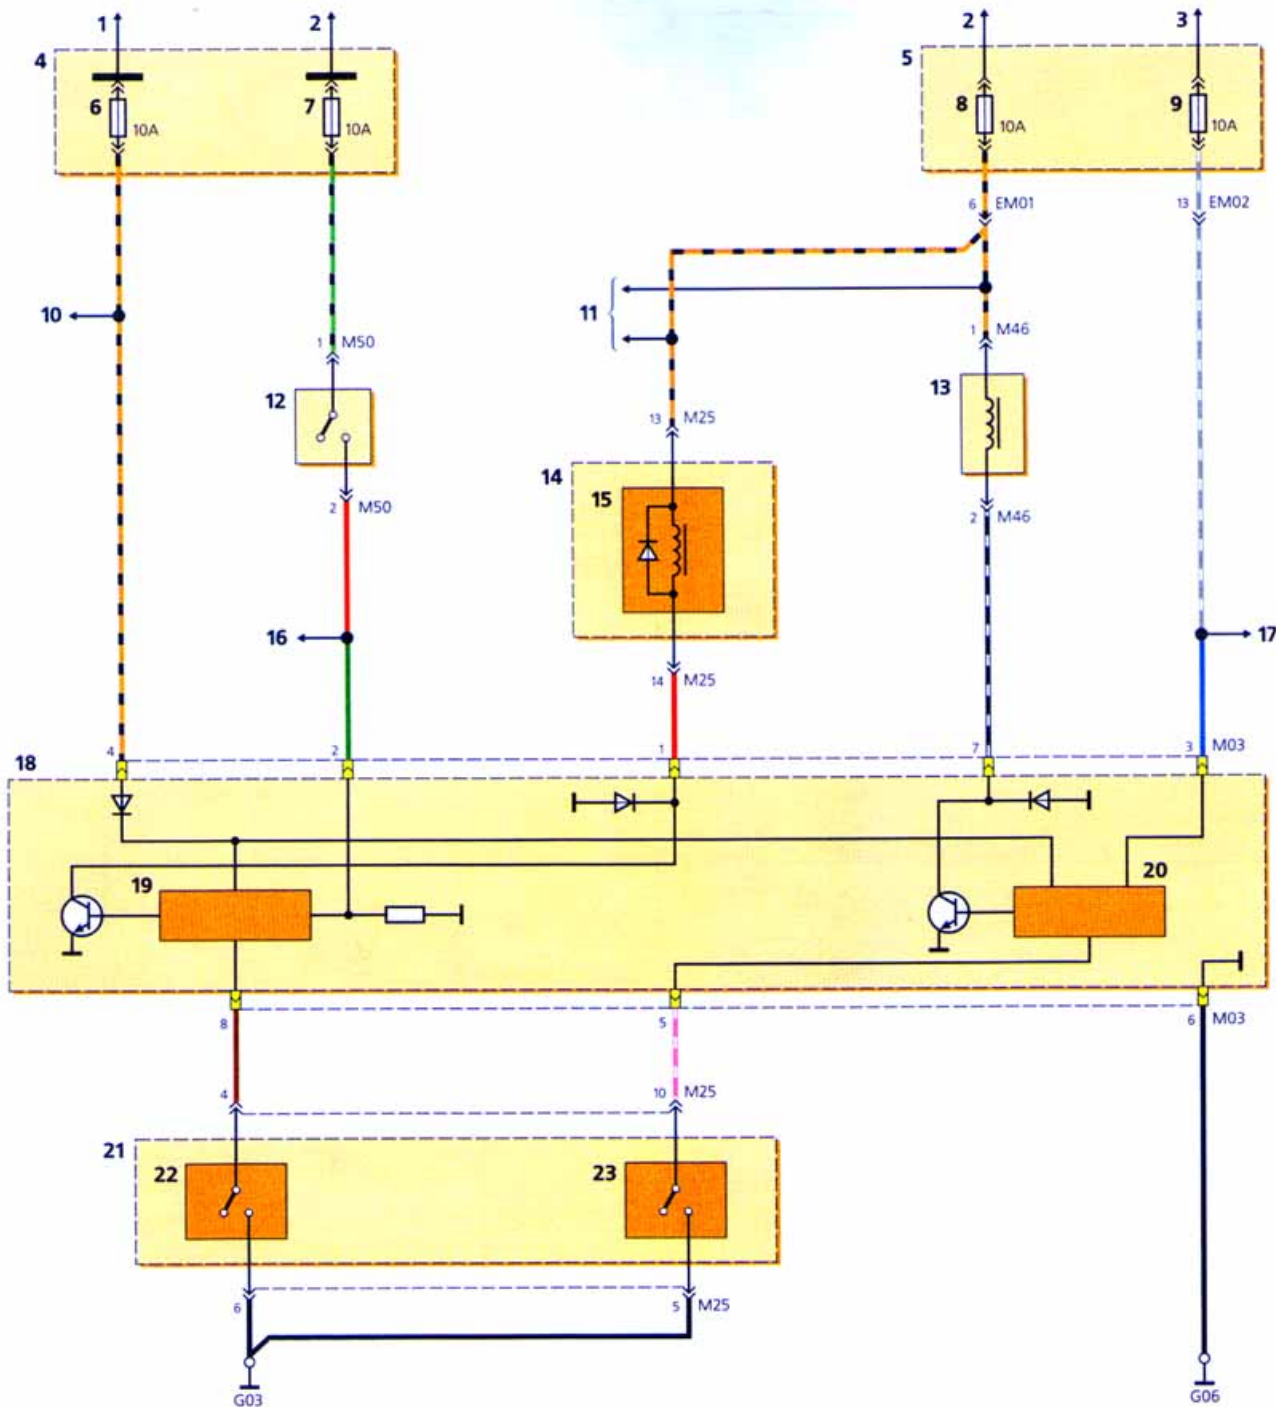 1 2 2 3
4 5
6 10A 7 10A 8 10A 9 10A
6 EM01 13 EM02
10 11
1 M50 1 M46
12 13
13 M25
14
15
2 M50 2 M46
16 17
14 M25
18 4 2 1 7 3 M03
19 20
8 5 6 M03
4 10 M25
21
22 23
6 5 M25
G03 G06